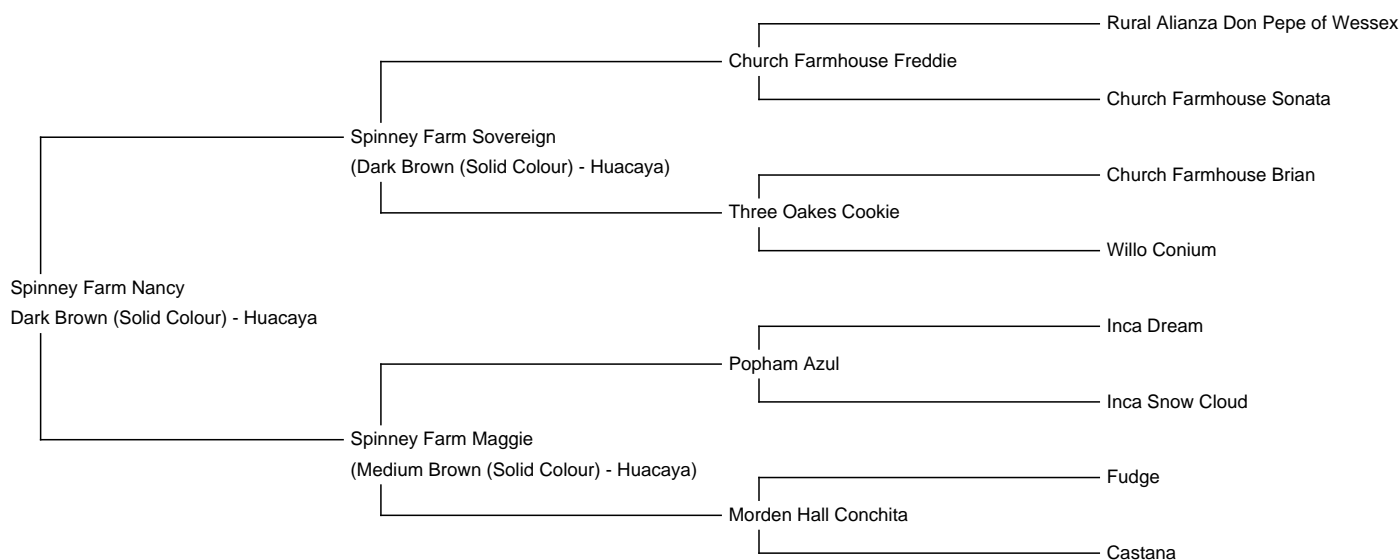 Rural Alianza Don Pepe of Wessex
Church Farmhouse Freddie
Church Farmhouse Sonata
Spinney Farm Sovereign
(Dark Brown (Solid Colour) - Huacaya)
Church Farmhouse Brian
Three Oakes Cookie
Willo Conium
Spinney Farm Nancy
Dark Brown (Solid Colour) - Huacaya
Inca Dream
Popham Azul
Inca Snow Cloud
Spinney Farm Maggie
(Medium Brown (Solid Colour) - Huacaya)
Fudge
Morden Hall Conchita
Castana